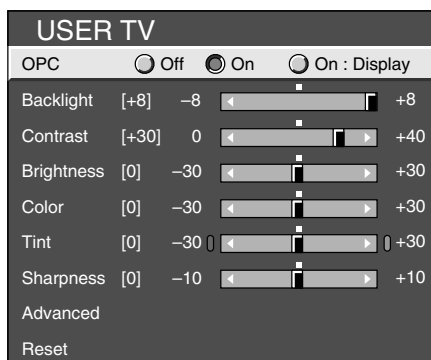 USER TV
OPC Off On On : Display
Backlight [+8] –8 +8
Contrast [+30] 0 +40
Brightness [0] –30 +30
Color [0] –30 +30
Tint [0] –30 +30
Sharpness [0] –10 +10
Advanced
Reset